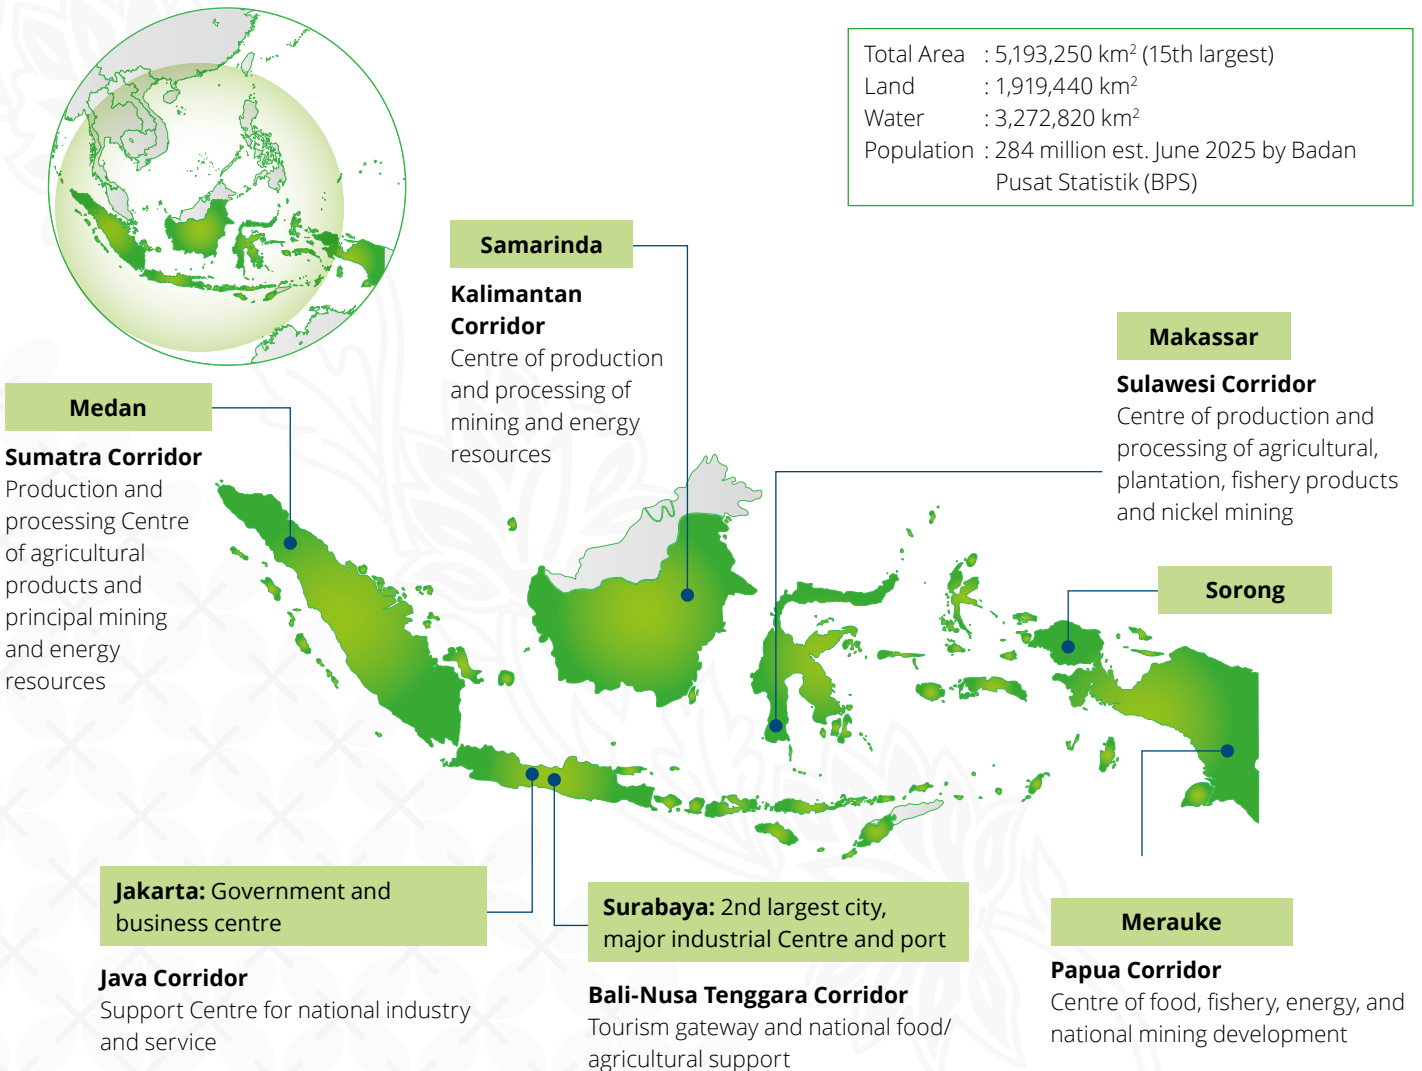 Total Area : 5,193,250 km² (15th largest)
Land : 1,919,440 km²
Water : 3,272,820 km²
Population : 284 million est. June 2025 by Badan
Pusat Statistik (BPS)
Samarinda
Kalimantan
Corridor
Centre of production
and processing of
mining and energy
resources
Makassar
Sulawesi Corridor
Centre of production and
processing of agricultural,
plantation, fishery products
and nickel mining
Medan
Sumatra Corridor
Production and
processing Centre
of agricultural
products and
principal mining
and energy
resources
Sorong
Jakarta: Government and
business centre
Java Corridor
Support Centre for national industry
and service
Surabaya: 2nd largest city,
major industrial Centre and port
Bali-Nusa Tenggara Corridor
Tourism gateway and national food/
agricultural support
Merauke
Papua Corridor
Centre of food, fishery, energy, and
national mining development